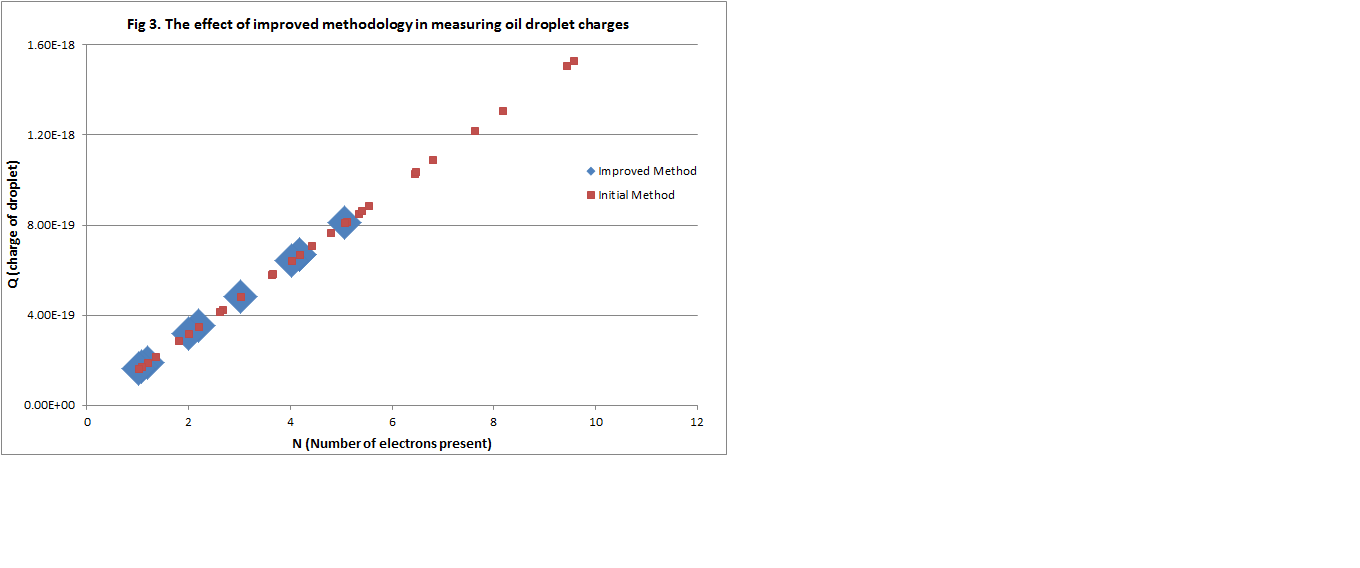 Fig 3. The effect of improved methodology in measuring oil droplet charges
1.60E-18
1.20E-18
8.00E-19
4.00E-19
0.00E+00
Q (charge of droplet)
Improved Method
Initial Method
0 2 4 6 8 10 12
N (Number of electrons present)